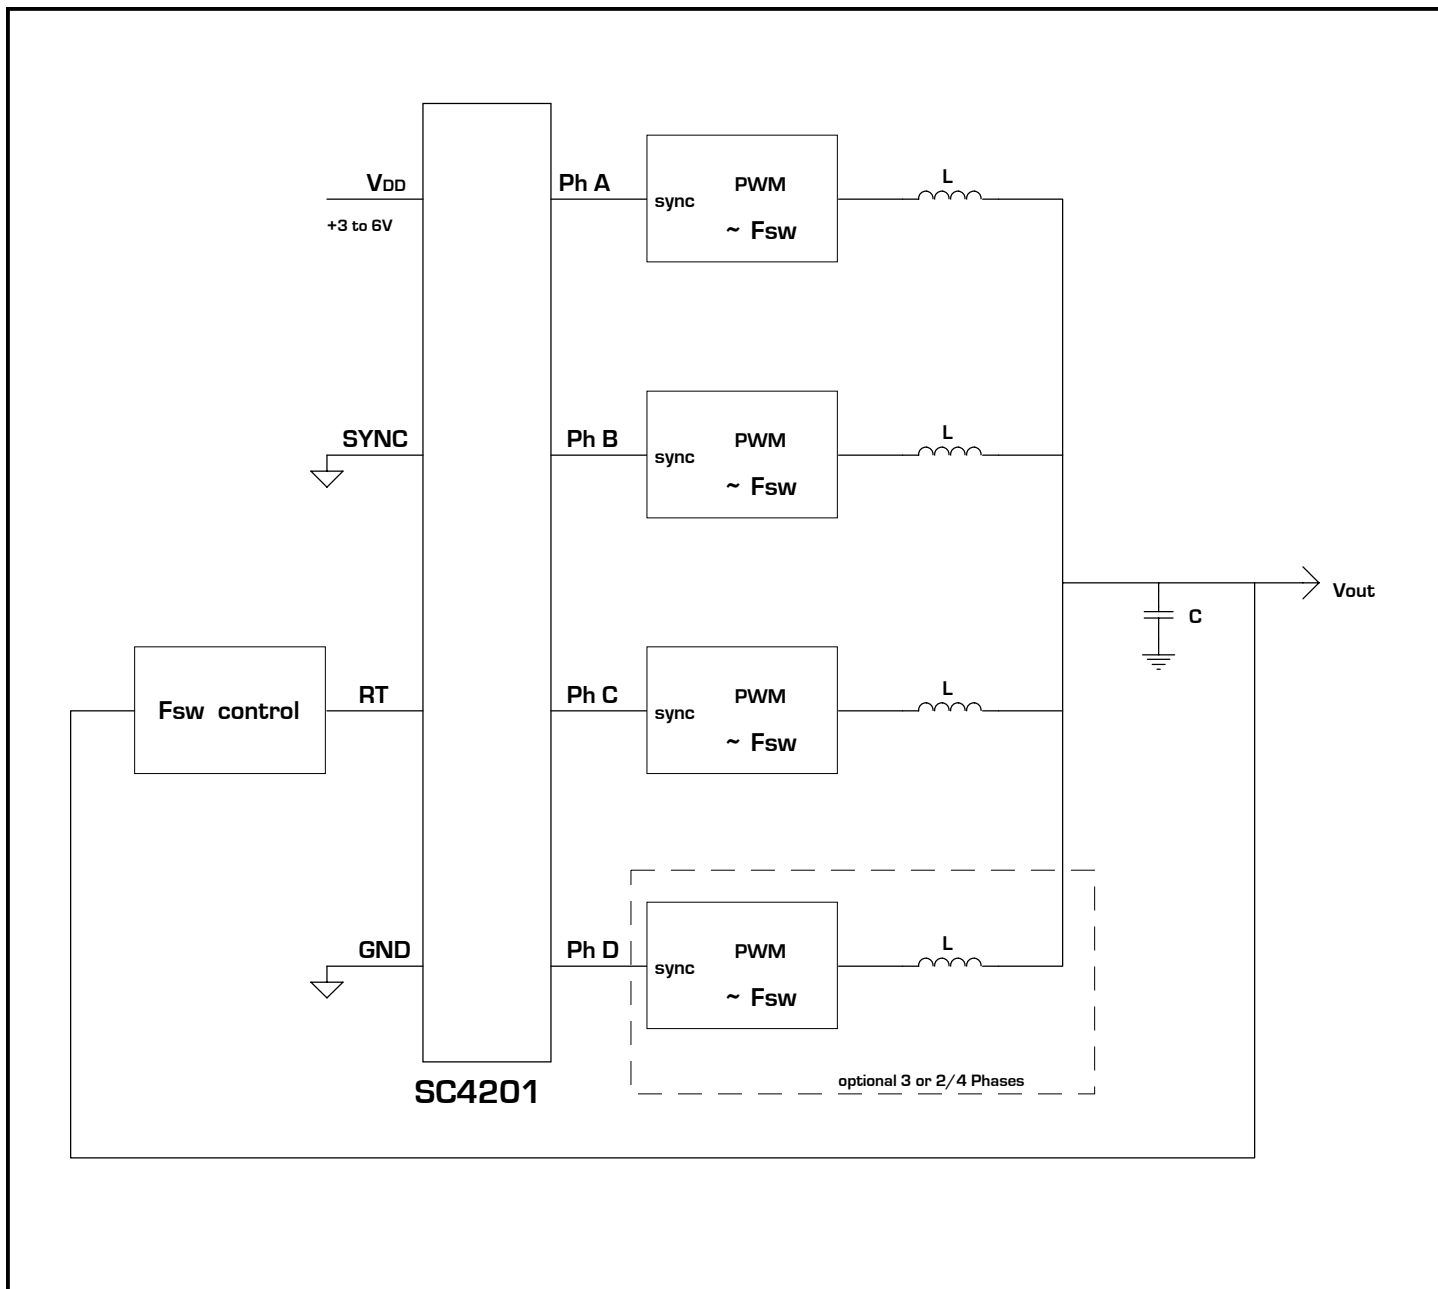 VDD
+3 to 6V
Ph A
sync
PWM
~ Fsw
L
SYNC
Ph B
sync
PWM
~ Fsw
L
Vout
C
Fsw control
RT
Ph C
sync
PWM
~ Fsw
L
GND
Ph D
sync
PWM
~ Fsw
L
optional 3 or 2/4 Phases
SC4201